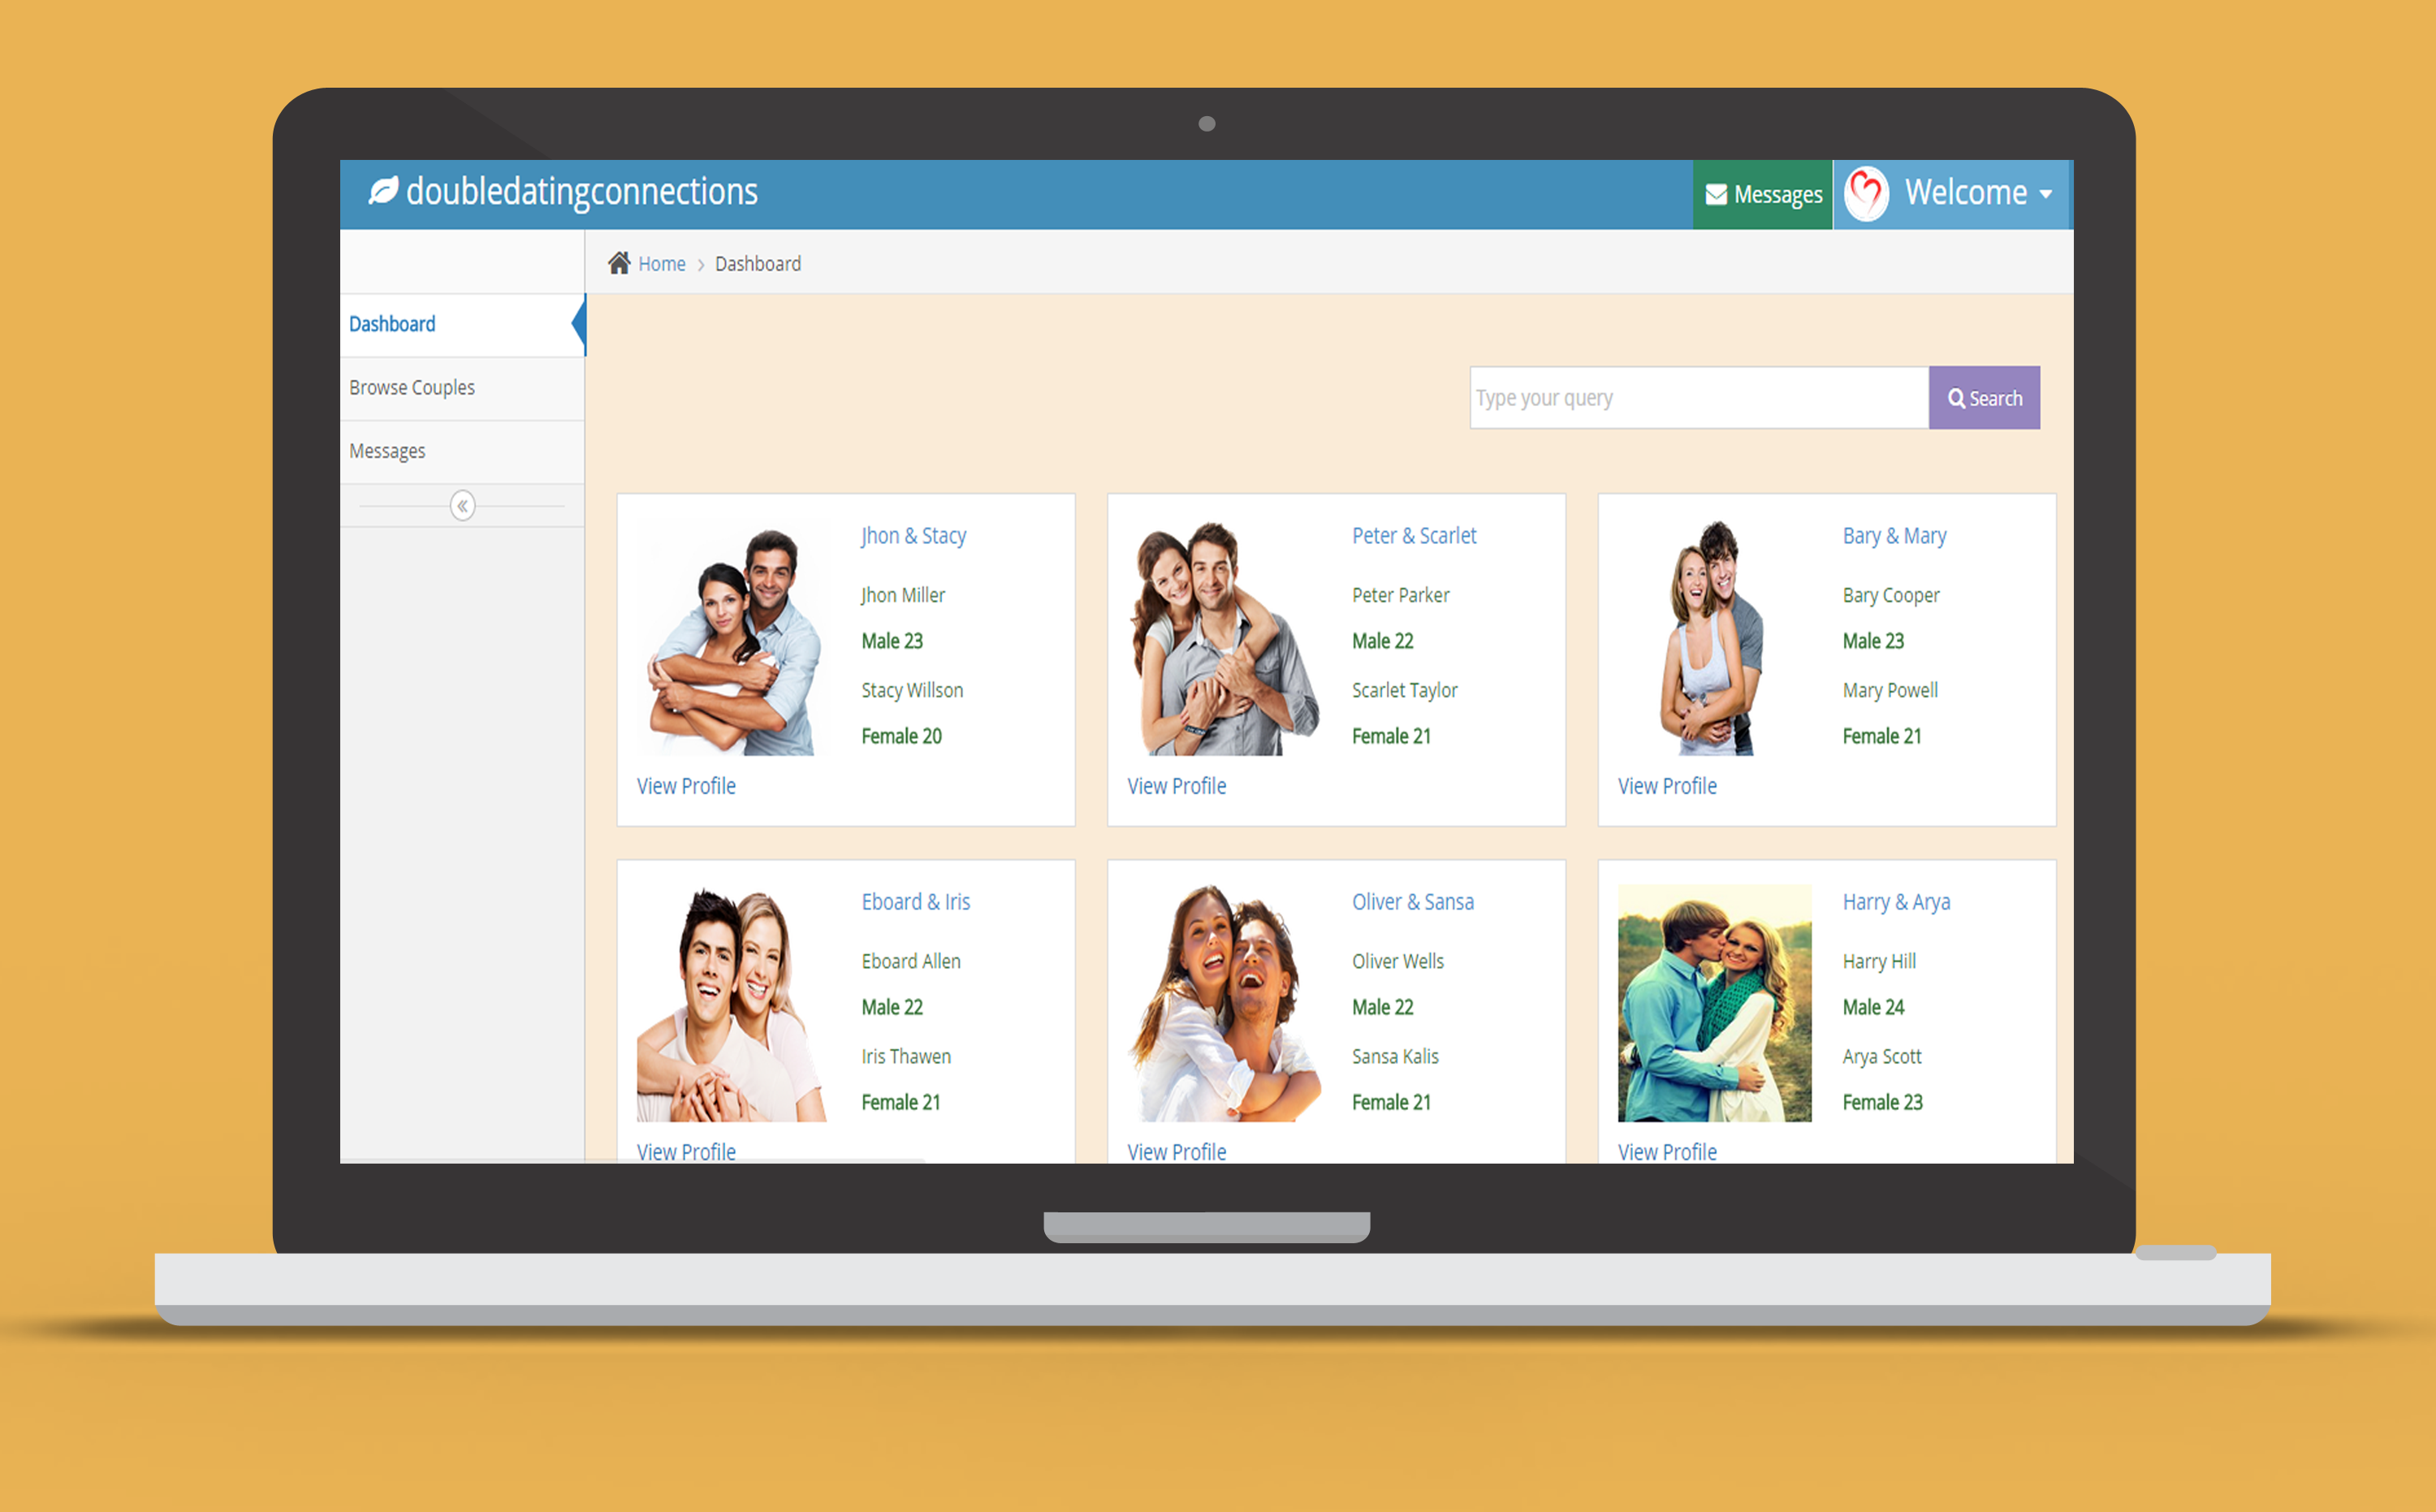 doubledatingconnections
Messages
Welcome
Home > Dashboard
Dashboard
Browse Couples
Messages
Type your query
Search
Jhon & Stacy
Jhon Miller
Male 23
Stacy Willson
Female 20
View Profile
Peter & Scarlet
Peter Parker
Male 22
Scarlet Taylor
Female 21
View Profile
Bary & Mary
Bary Cooper
Male 23
Mary Powell
Female 21
View Profile
Eboard & Iris
Eboard Allen
Male 22
Iris Thawen
Female 21
View Profile
Oliver & Sansa
Oliver Wells
Male 22
Sansa Kalis
Female 21
View Profile
Harry & Arya
Harry Hill
Male 24
Arya Scott
Female 23
View Profile